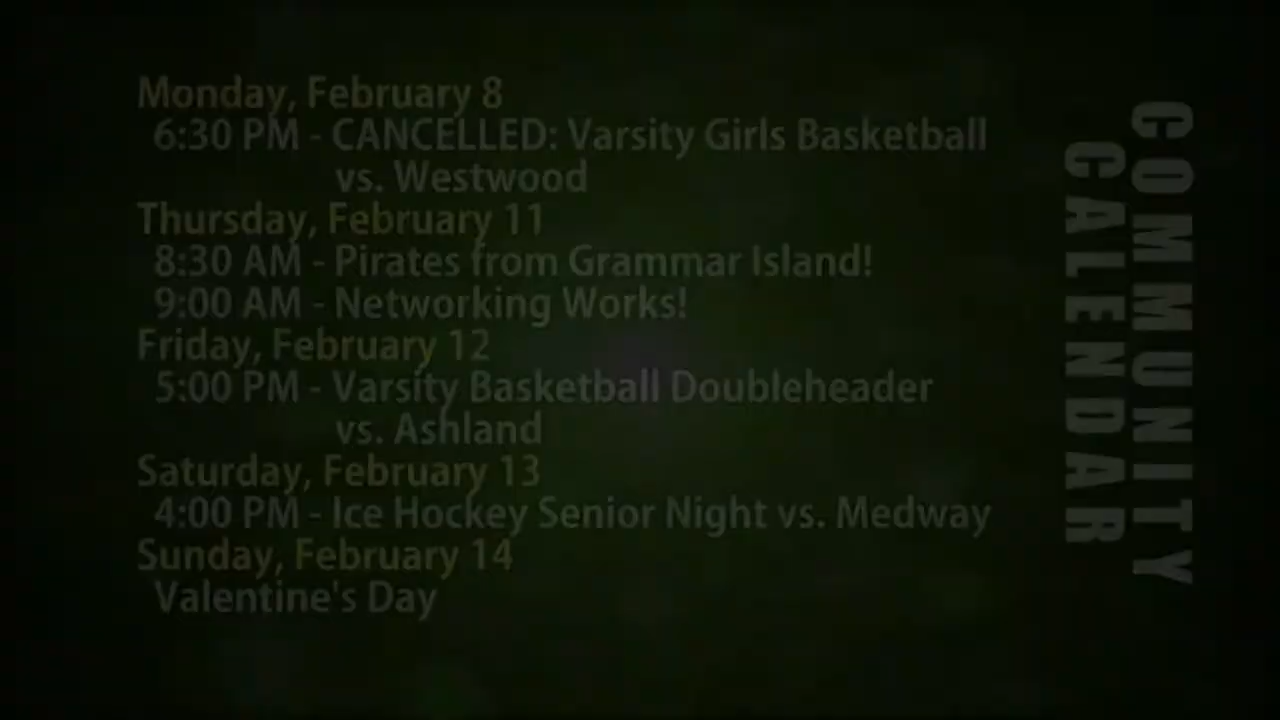 Monday, February 8
6:30 PM - CANCELLED: Varsity Girls Basketball
vs. Westwood
Thursday, February 11
8:30 AM - Pirates from Grammar Island!
9:00 AM - Networking Works!
Friday, February 12
5:00 PM - Varsity Basketball Doubleheader
vs. Ashland
Saturday, February 13
4:00 PM - Ice Hockey Senior Night vs. Medway
Sunday, February 14
Valentine's Day
COMMUNITY
CALENDAR